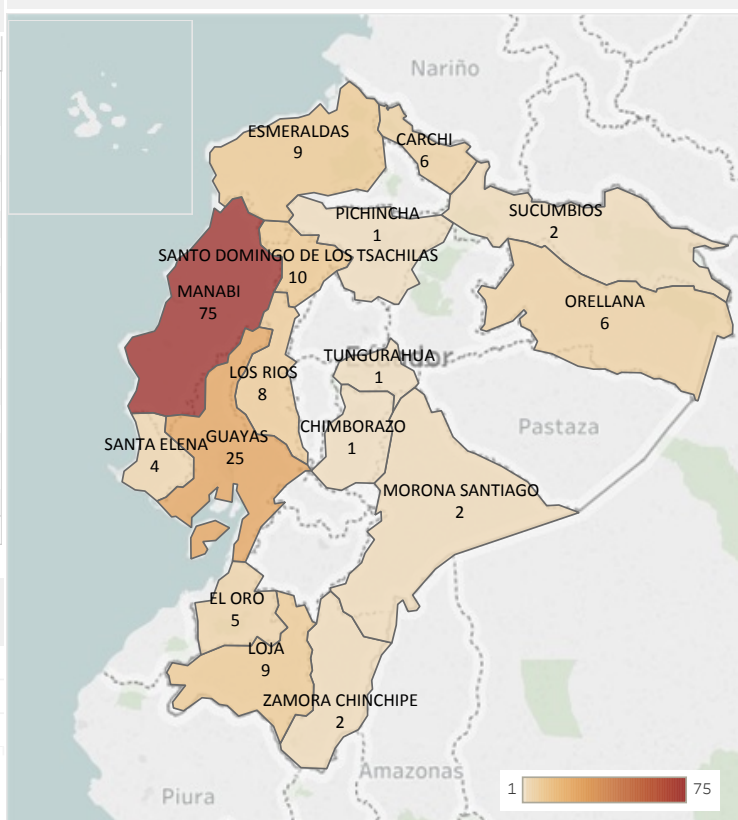 Nariño
ESMERALDAS
9
CARCHI
6
PICHINCHA
1
SUCUMBIOS
2
SANTO DOMINGO DE LOS TSACHILAS
10
MANABI
75
ORELLANA
6
Ecuador
TUNGURAHUA
1
LOS RIOS
8
CHIMBORAZO
1
Pastaza
SANTA ELENA
4
GUAYAS
25
MORONA SANTIAGO
2
EL ORO
5
LOJA
9
ZAMORA CHINCHIPE
2
Amazonas
Piura
1 75